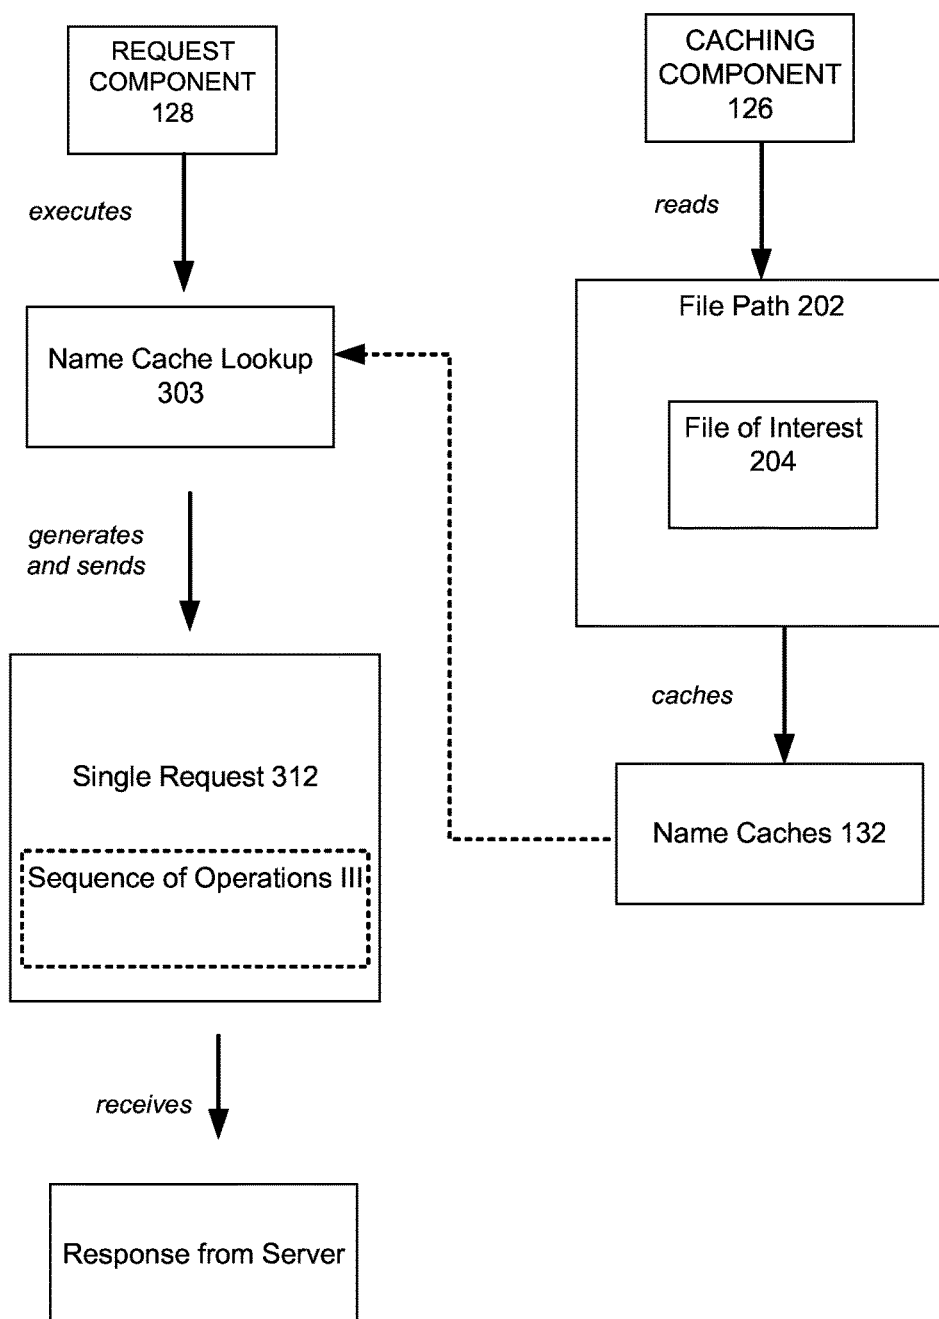 REQUEST
COMPONENT
128
executes
Name Cache Lookup
303
generates
and sends
Single Request 312
Sequence of Operations III
receives
Response from Server
CACHING
COMPONENT
126
reads
File Path 202
File of Interest
204
caches
Name Caches 132